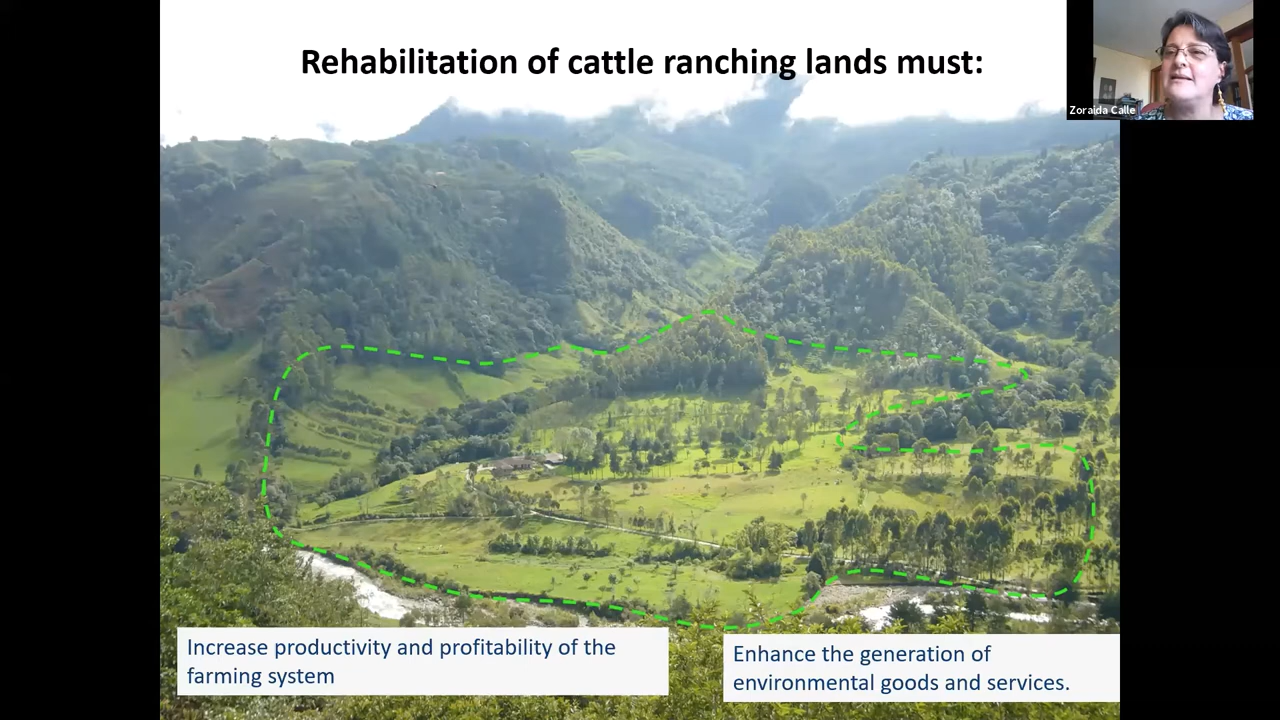 Rehabilitation of cattle ranching lands must:
Zoraida Calle
Increase productivity and profitability of the
farming system
Enhance the generation of
environmental goods and services.